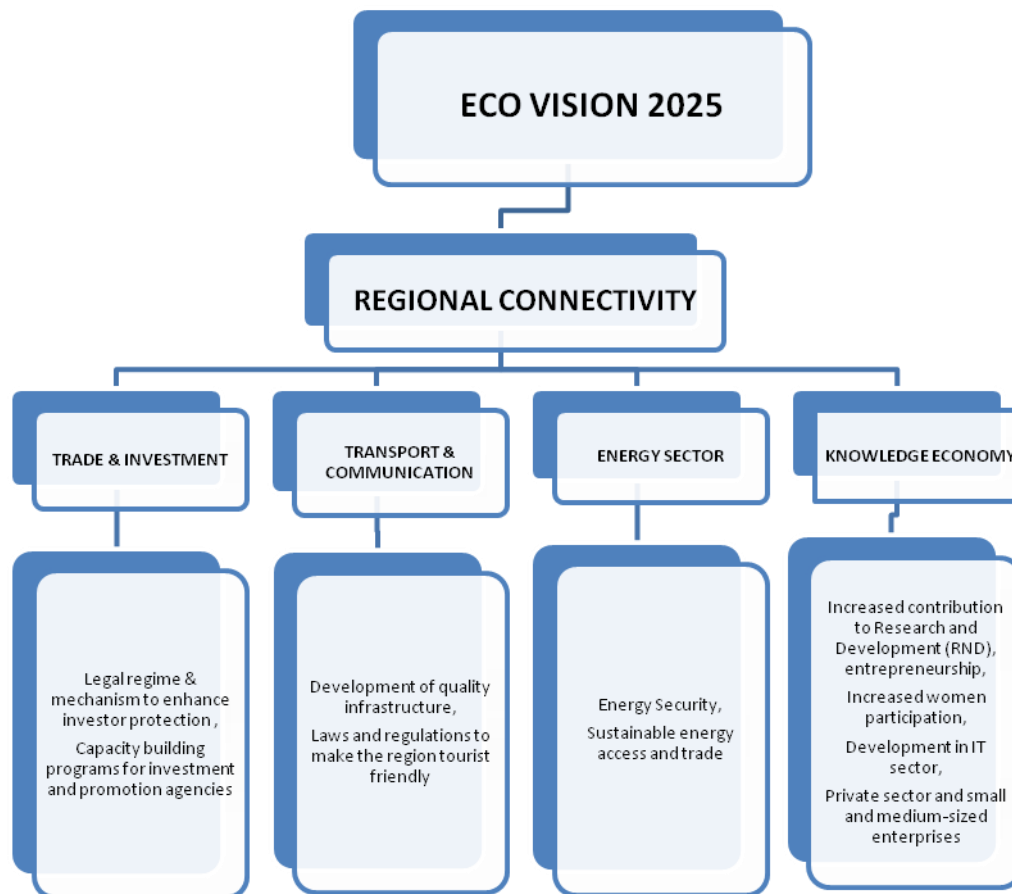 ECO VISION 2025
REGIONAL CONNECTIVITY
TRADE & INVESTMENT
TRANSPORT &
COMMUNICATION
ENERGY SECTOR
KNOWLEDGE ECONOMY
Legal regime &
mechanism to enhance
investor protection ,
Capacity building
programs for investment
and promotion agencies
Development of quality
infrastructure,
Laws and regulations to
make the region tourist
friendly
Energy Security,
Sustainable energy
access and trade
Increased contribution
to Research and
Development (RND),
entrepreneurship,
Increased women
participation,
Development in IT
sector,
Private sector and small
and medium-sized
enterprises